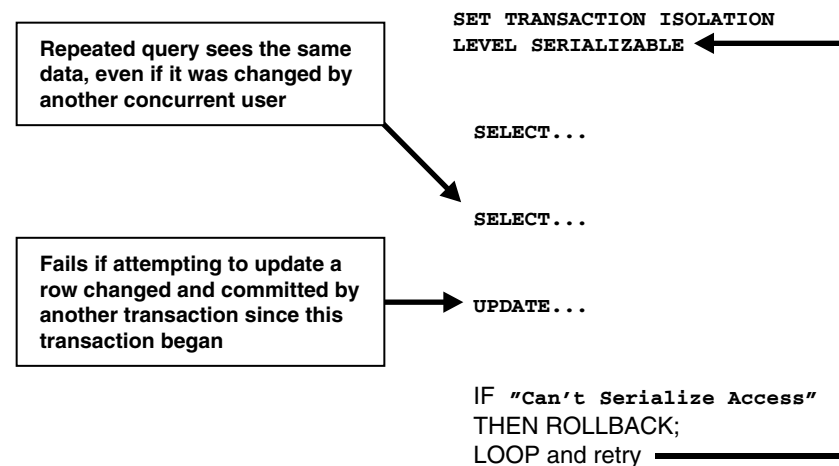 SET TRANSACTION ISOLATION
LEVEL SERIALIZABLE
Repeated query sees the same
data, even if it was changed by
another concurrent user
SELECT...
SELECT...
Fails if attempting to update a
row changed and committed by
another transaction since this
transaction began
UPDATE...
IF "Can't Serialize Access"
THEN ROLLBACK;
LOOP and retry